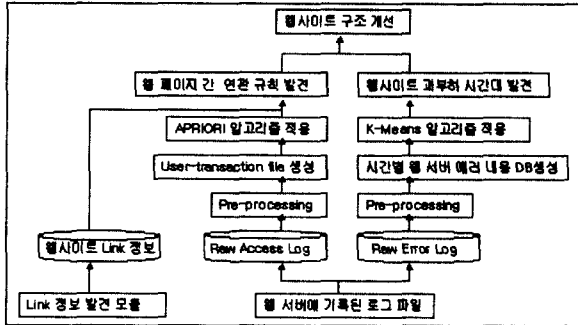 웹사이트 구조 개선
웹 페이지 간 연관 규칙 발견
웹사이트 과부하 시간대 발견
APRIORI 알고리즘 적용
K-Means 알고리즘 적용
User-transaction file 생성
시간별 웹 서버 에러 내용 DB생성
Pre-processing
Pre-processing
웹사이트 Link 정보
Raw Access Log
Raw Error Log
Link 정보 발견 모듈
웹 서버에 기록된 로그 파일